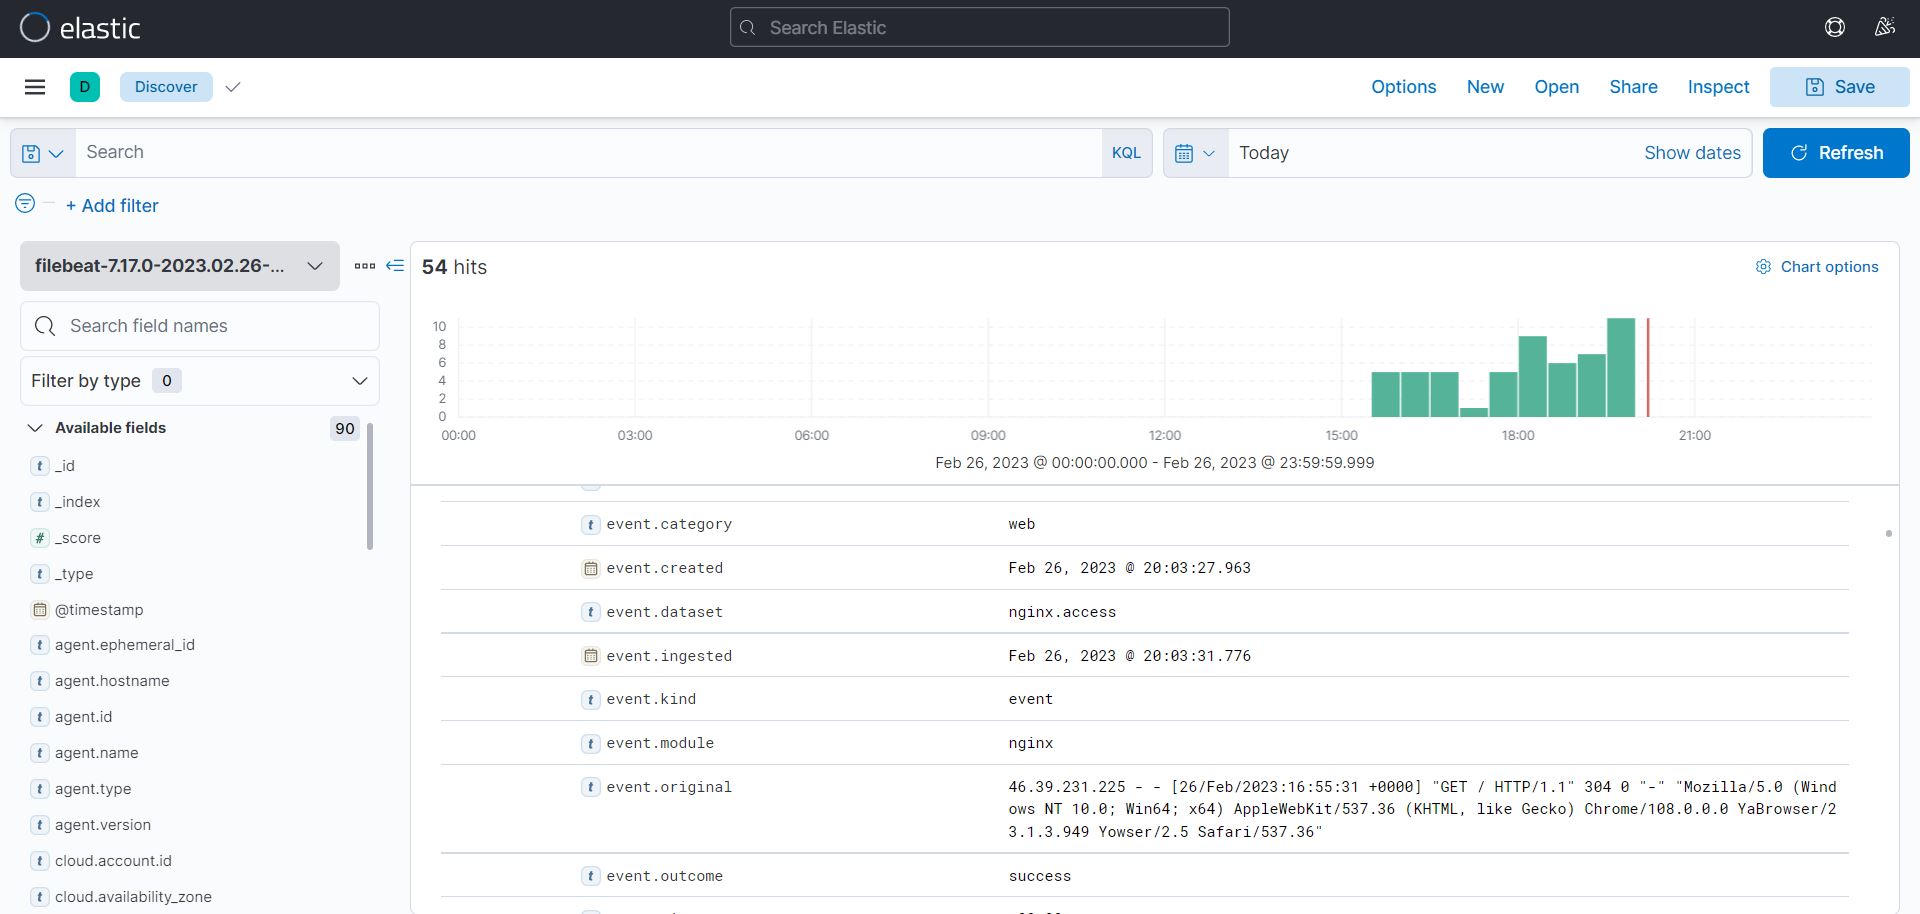 elastic
Search Elastic
D
Discover
Options
New
Open
Share
Inspect
Save
Search
KQL
Today
Show dates
Refresh
+ Add filter
filebeat-7.17.0-2023.02.26-...
54 hits
Chart options
Search field names
Filter by type 0
Available fields 90
t _id
t _index
# _score
t _type
@timestamp
t agent.ephemeral_id
t agent.hostname
t agent.id
t agent.name
t agent.type
t agent.version
t cloud.account.id
t cloud.availability_zone
10
8
6
4
2
0
00:00 03:00 06:00 09:00 12:00 15:00 18:00 21:00
Feb 26, 2023 @ 00:00:00.000 - Feb 26, 2023 @ 23:59:59.999
t event.category web
event.created Feb 26, 2023 @ 20:03:27.963
t event.dataset nginx.access
event.ingested Feb 26, 2023 @ 20:03:31.776
t event.kind event
t event.module nginx
t event.original 46.39.231.225 - - [26/Feb/2023:16:55:31 +0000] "GET / HTTP/1.1" 304 0 "-" "Mozilla/5.0 (Wind
ows NT 10.0; Win64; x64) AppleWebKit/537.36 (KHTML, like Gecko) Chrome/108.0.0.0 YaBrowser/2
3.1.3.949 Yowser/2.5 Safari/537.36"
t event.outcome success